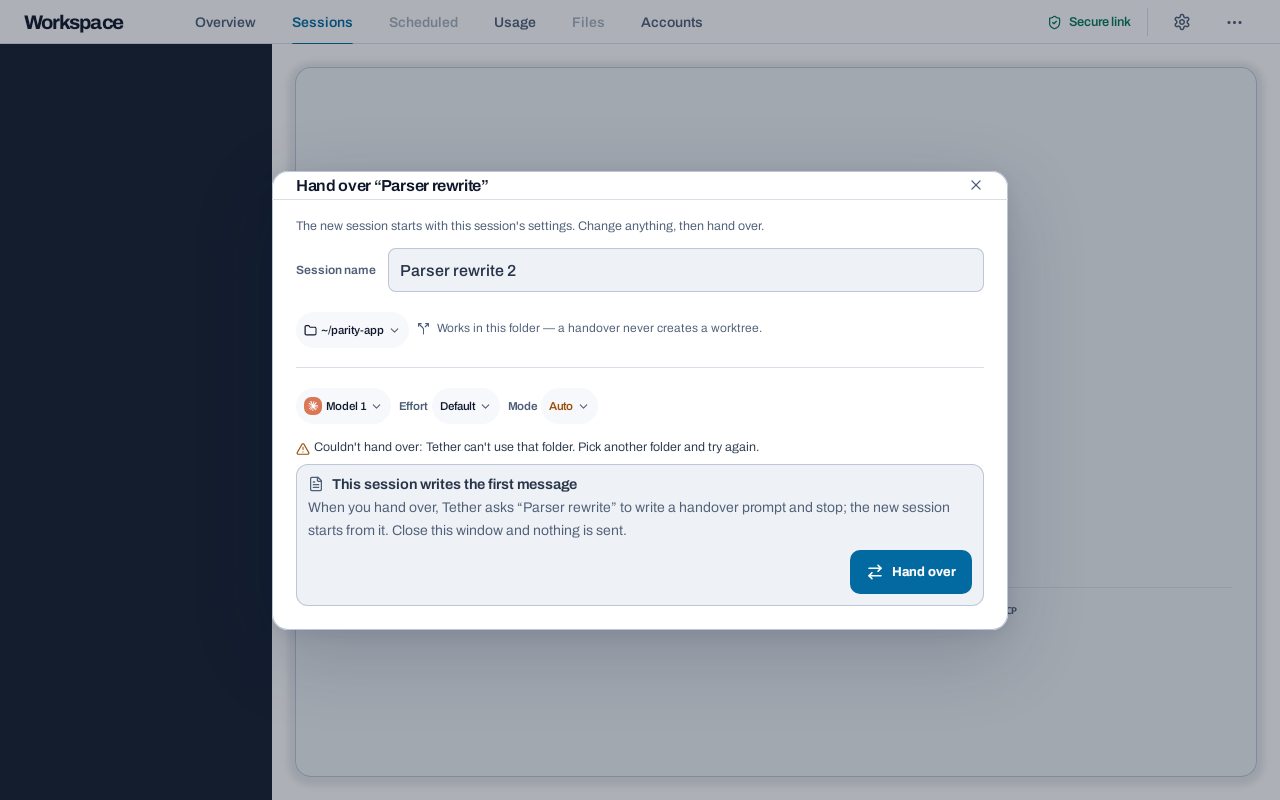 Workspace
Overview Sessions Scheduled Usage Files Accounts Secure link
Hand over “Parser rewrite”
The new session starts with this session's settings. Change anything, then hand over.
Session name Parser rewrite 2
~/parity-app Works in this folder — a handover never creates a worktree.
Model 1 Effort Default Mode Auto
Couldn't hand over: Tether can't use that folder. Pick another folder and try again.
This session writes the first message
When you hand over, Tether asks “Parser rewrite” to write a handover prompt and stop; the new session
starts from it. Close this window and nothing is sent.
Hand over